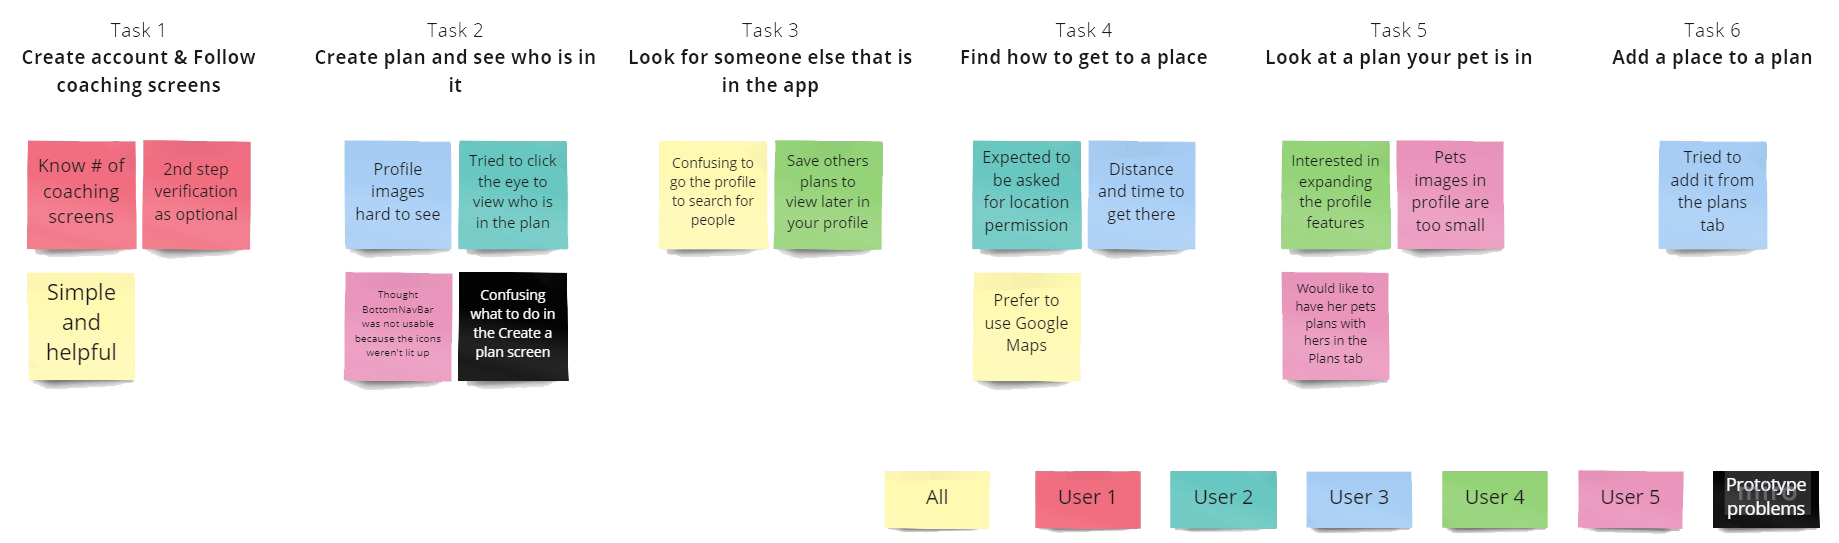 Task 1
Create account & Follow
coaching screens
Know # of
coaching
screens
2nd step
verification
as optional
Simple
and
helpful
Task 2
Create plan and see who is in
it
Profile
images
hard to see
Tried to click
the eye to
view who is
in the plan
Thought
BottomNavBar
was not usable
because the icons
weren't lit up
Confusing
what to do in
the Create a
plan screen
Task 3
Look for someone else that is
in the app
Confusing to
go the profile
to search for
people
Save others
plans to
view later in
your profile
Task 4
Find how to get to a place
Expected to
be asked
for location
permission
Distance
and time to
get there
Prefer to
use Google
Maps
Task 5
Look at a plan your pet is in
Interested in
expanding
the profile
features
Pets
images in
profile are
too small
Would like to
have her pets
plans with
hers in the
Plans tab
Task 6
Add a place to a plan
Tried to
add it from
the plans
tab
All
User 1
User 2
User 3
User 4
User 5
Prototype
problems
miro